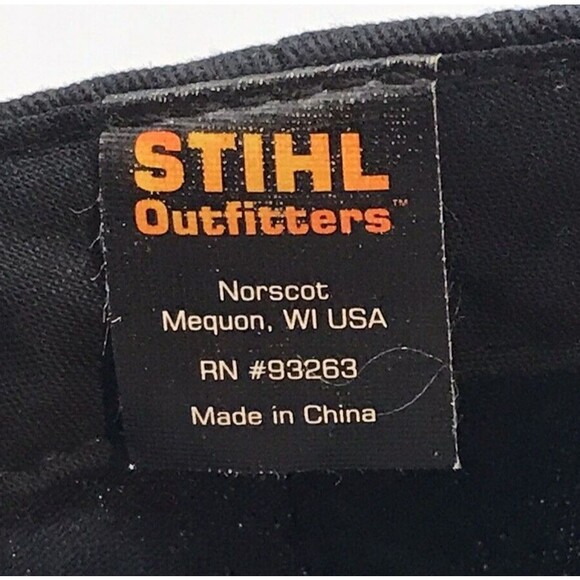 STIHL
Outfitters™
Norscot
Mequon, WI USA
RN #93263
Made in China